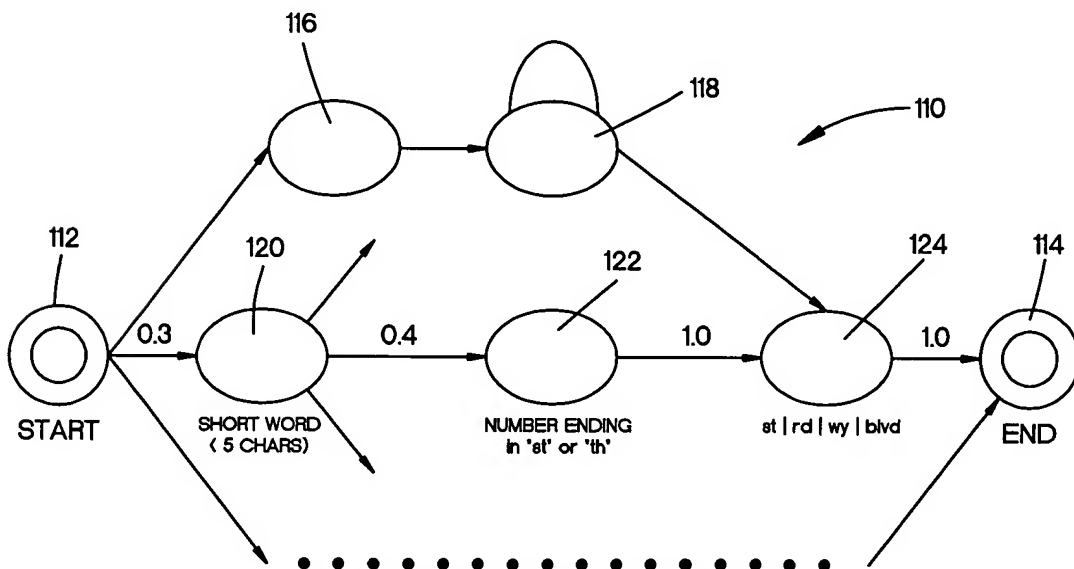 116
118
110
112
120
122
124
114
0.3
0.4
1.0
1.0
START
SHORT WORD
( 5 CHARS)
NUMBER ENDING
in 'st' or 'th'
st | rd | wy | blvd
END